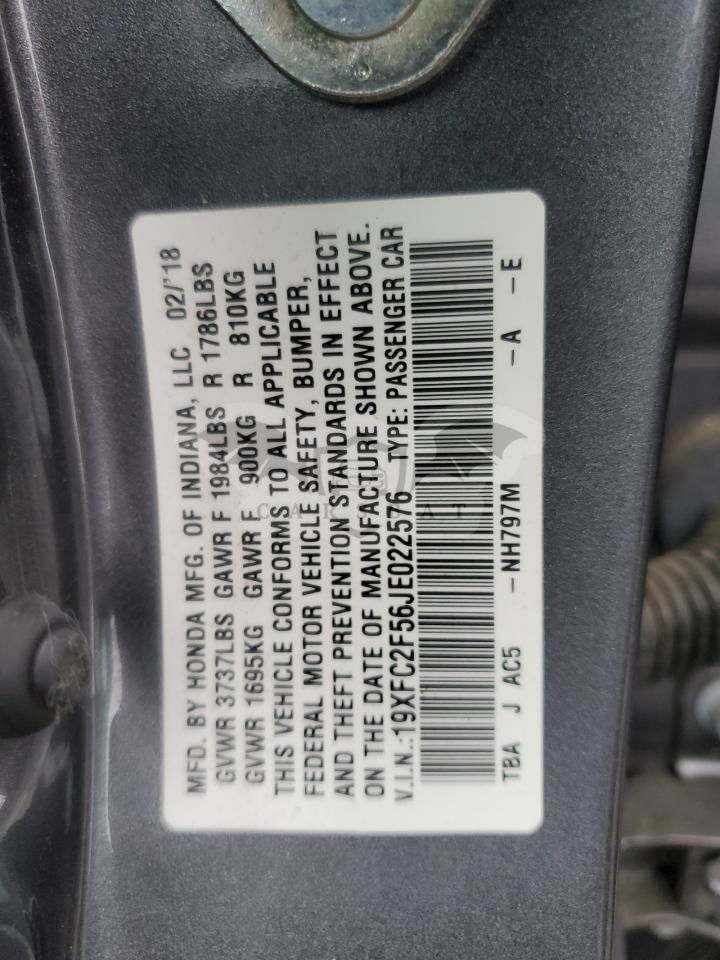 MFD. BY HONDA MFG. OF INDIANA, LLC 02/'18
GVWR 3737LBS GAWR F 1984LBS R 1786LBS
GVWR 1695KG GAWR F 900KG R 810KG
THIS VEHICLE CONFORMS TO ALL APPLICABLE
FEDERAL MOTOR VEHICLE SAFETY, BUMPER,
AND THEFT PREVENTION STANDARDS IN EFFECT
ON THE DATE OF MANUFACTURE SHOWN ABOVE.
V.I.N.:19XFC2F56JE022576 TYPE: PASSENGER CAR
TBA J AC5 -NH797M -A -E